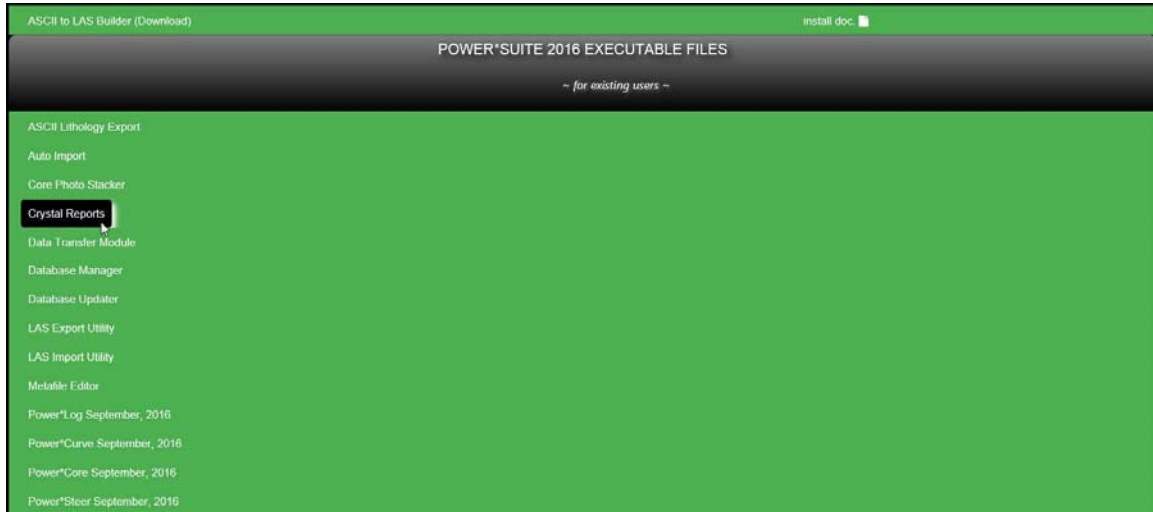 ASCII to LAS Builder (Download) install doc.
POWER*SUITE 2016 EXECUTABLE FILES
~ for existing users ~
ASCII Lithology Export
Auto Import
Core Photo Stacker
Crystal Reports
Data Transfer Module
Database Manager
Database Updater
LAS Export Utility
LAS Import Utility
Metafile Editor
Power*Log September, 2016
Power*Curve September, 2016
Power*Core September, 2016
Power*Steer September, 2016